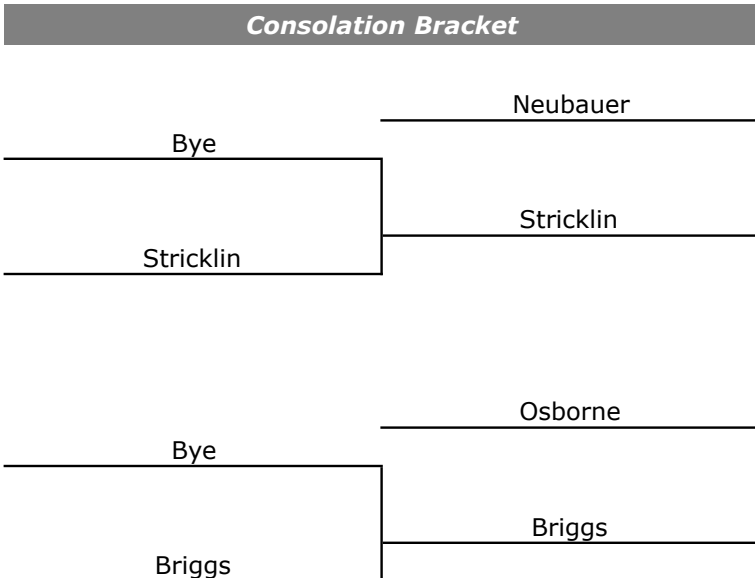 Consolation Bracket
Neubauer
Bye
Stricklin
Stricklin
Osborne
Bye
Briggs
Briggs